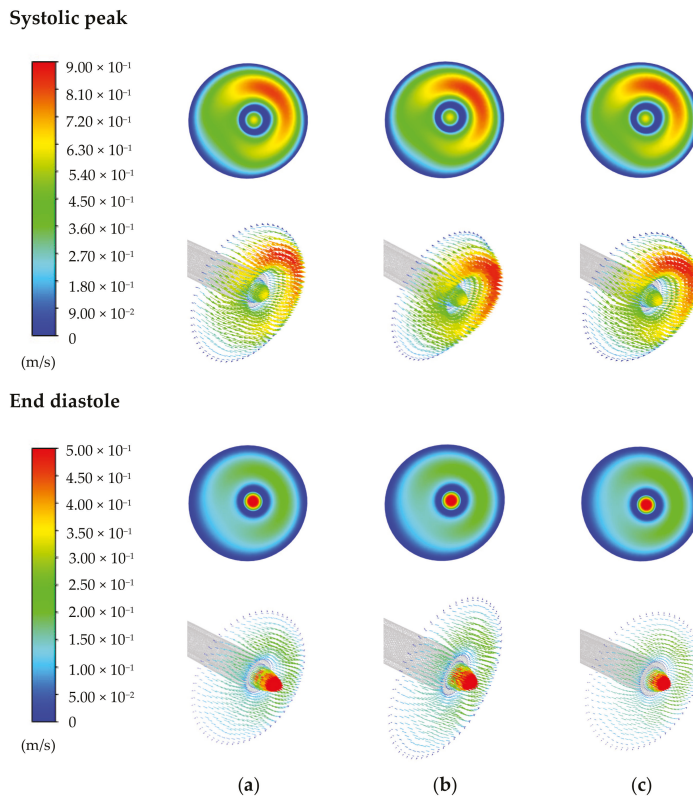 Systolic peak
9.00 × 10⁻¹
8.10 × 10⁻¹
7.20 × 10⁻¹
6.30 × 10⁻¹
5.40 × 10⁻¹
4.50 × 10⁻¹
3.60 × 10⁻¹
2.70 × 10⁻¹
1.80 × 10⁻¹
9.00 × 10⁻²
0
(m/s)
End diastole
5.00 × 10⁻¹
4.50 × 10⁻¹
4.00 × 10⁻¹
3.50 × 10⁻¹
3.00 × 10⁻¹
2.50 × 10⁻¹
2.00 × 10⁻¹
1.50 × 10⁻¹
1.00 × 10⁻¹
5.00 × 10⁻²
0
(m/s)
(a) (b) (c)